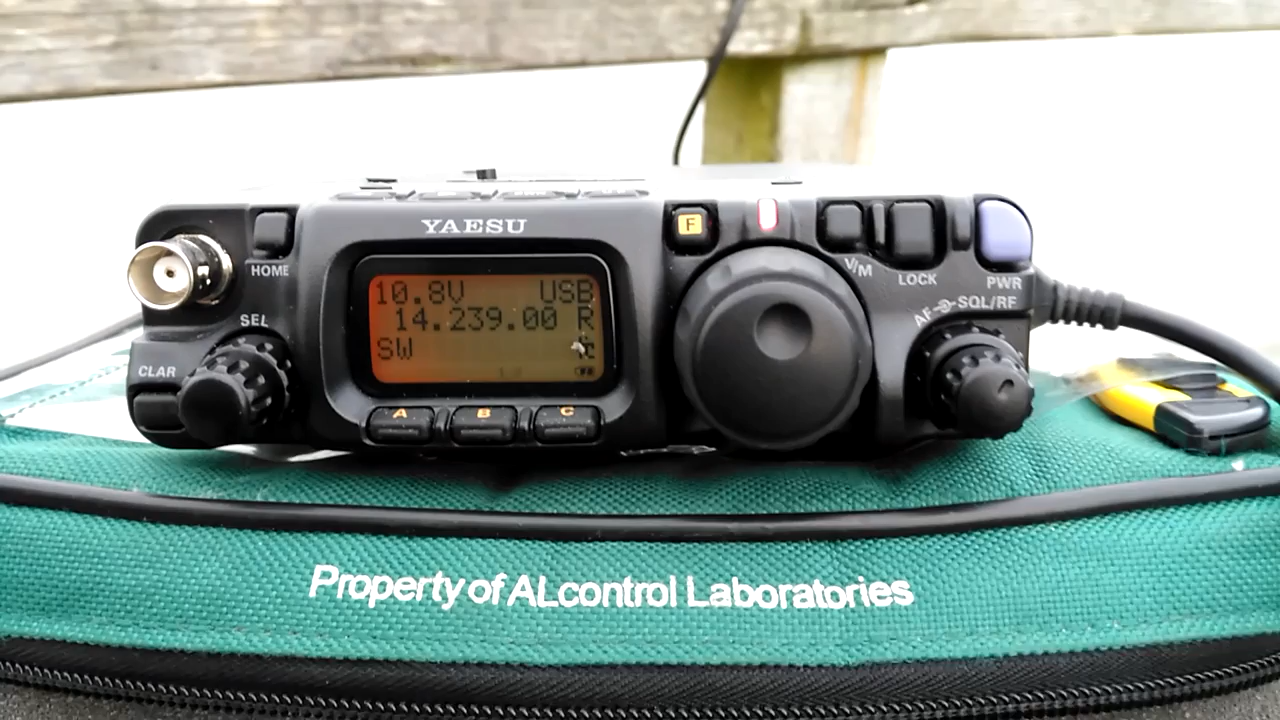 YAESU
F
HOME
V/M
LOCK
PWR
SEL
AF SQL/RF
10.8V USB
14.239.00 R
SW
CLAR
A B C
Property of ALcontrol Laboratories